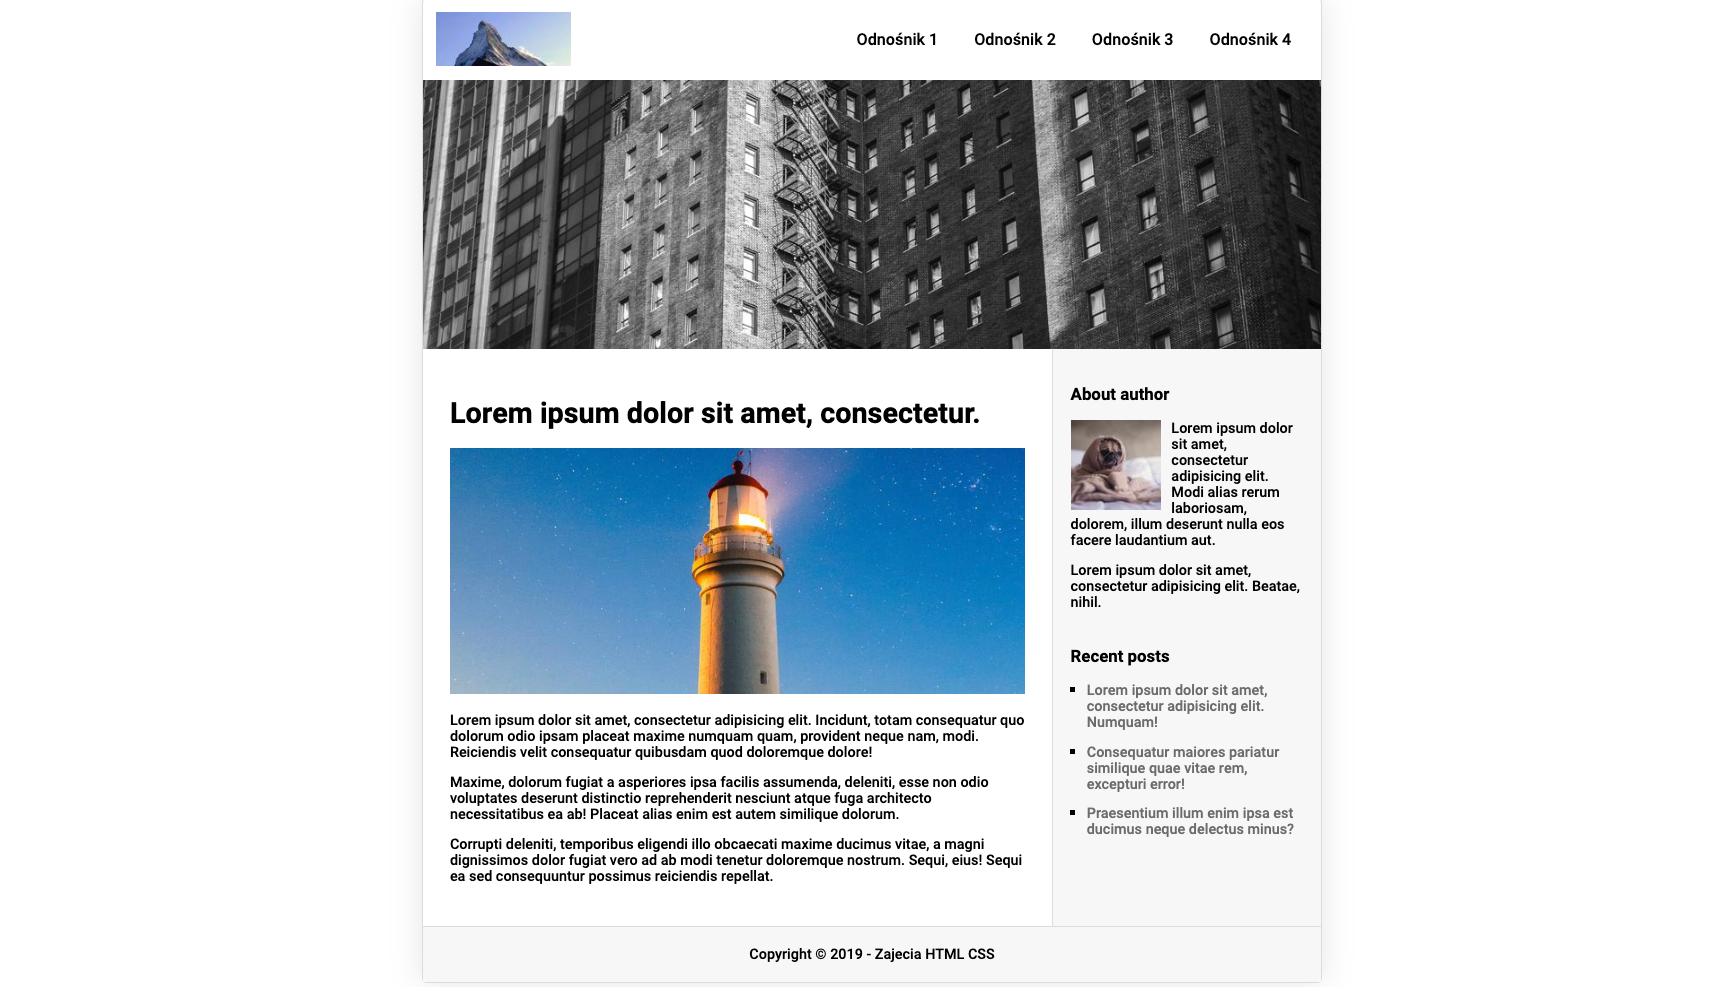 Odnośnik 1 Odnośnik 2 Odnośnik 3 Odnośnik 4
Lorem ipsum dolor sit amet, consectetur.
Lorem ipsum dolor sit amet, consectetur adipisicing elit. Incidunt, totam consequatur quo
dolorum odio ipsam placeat maxime numquam quam, provident neque nam, modi.
Reiciendis velit consequatur quibusdam quod doloremque dolore!
Maxime, dolorum fugiat a asperiores ipsa facilis assumenda, deleniti, esse non odio
voluptates deserunt distinctio reprehenderit nesciunt atque fuga architecto
necessitatibus ea ab! Placeat alias enim est autem similique dolorum.
Corrupti deleniti, temporibus eligendi illo obcaecati maxime ducimus vitae, a magni
dignissimos dolor fugiat vero ad ab modi tenetur doloremque nostrum. Sequi, eius! Sequi
ea sed consequuntur possimus reiciendis repellat.
About author
Lorem ipsum dolor
sit amet,
consectetur
adipisicing elit.
Modi alias rerum
laboriosam,
dolorem, illum deserunt nulla eos
facere laudantium aut.
Lorem ipsum dolor sit amet,
consectetur adipisicing elit. Beatae,
nihil.
Recent posts
Lorem ipsum dolor sit amet,
consectetur adipisicing elit.
Numquam!
Consequatur maiores pariatur
similique quae vitae rem,
excepturi error!
Praesentium illum enim ipsa est
ducimus neque delectus minus?
Copyright © 2019 - Zajecia HTML CSS